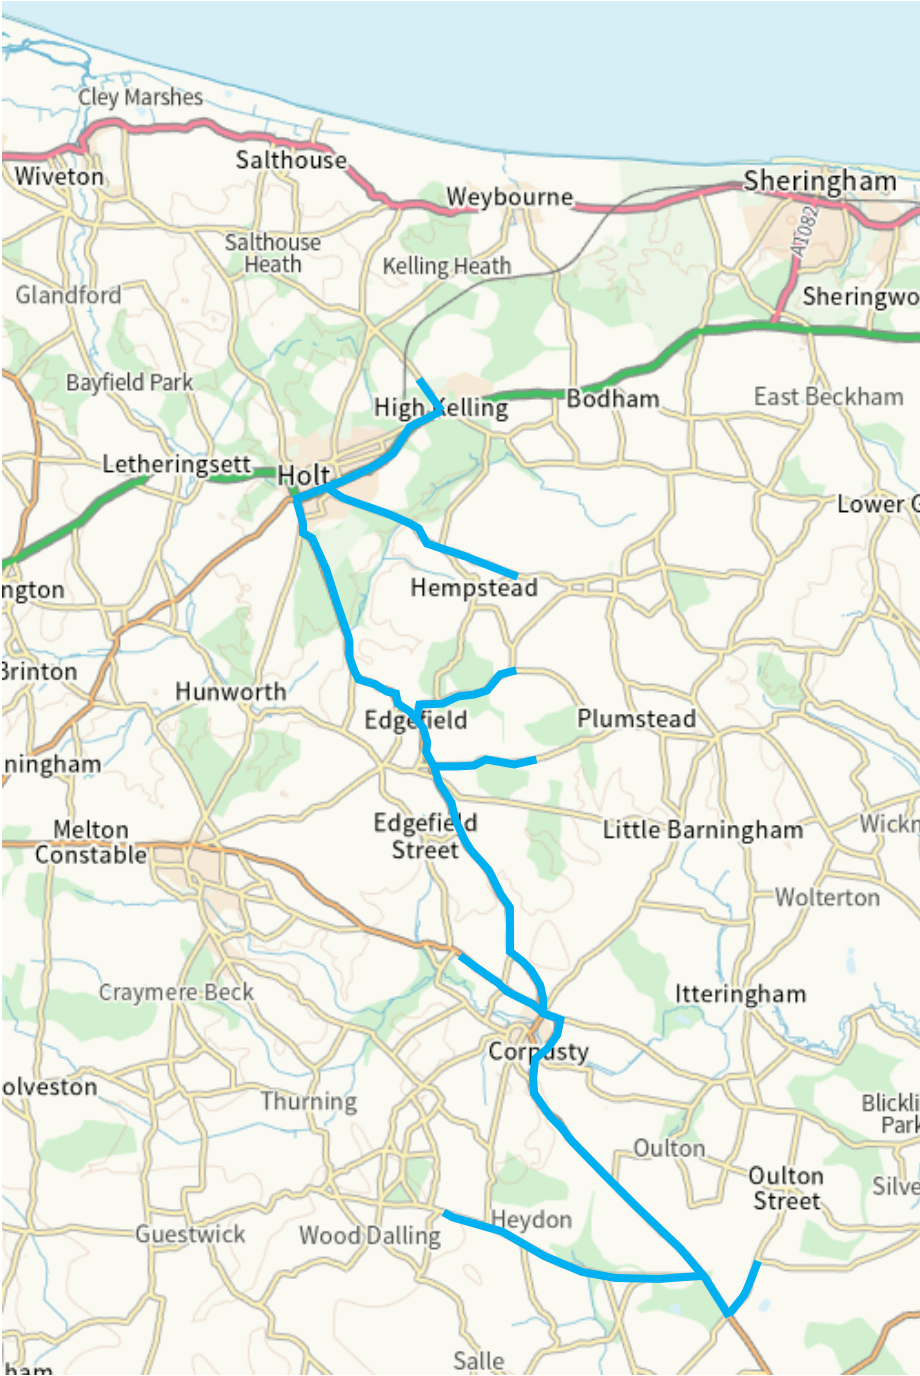 Cley Marshes
Salthouse
Wiveton
Weybourne
Sheringham
A1082
Salthouse
Heath
Kelling Heath
Glandford
Sheringwo
Bayfield Park
High Kelling
Bodham
East Beckham
Letheringsett
Holt
Lower G
ngton
Hempstead
Brinton
Hunworth
Edgefield
Plumstead
ningham
Edgefield
Street
Melton
Constable
Little Barningham
Wickm
Wolterton
Craymere Beck
Itteringham
Corpusty
olveston
Thurning
Blickli
Park
Oulton
Oulton
Street
Silve
Guestwick
Wood Dalling
Heydon
Salle
ham